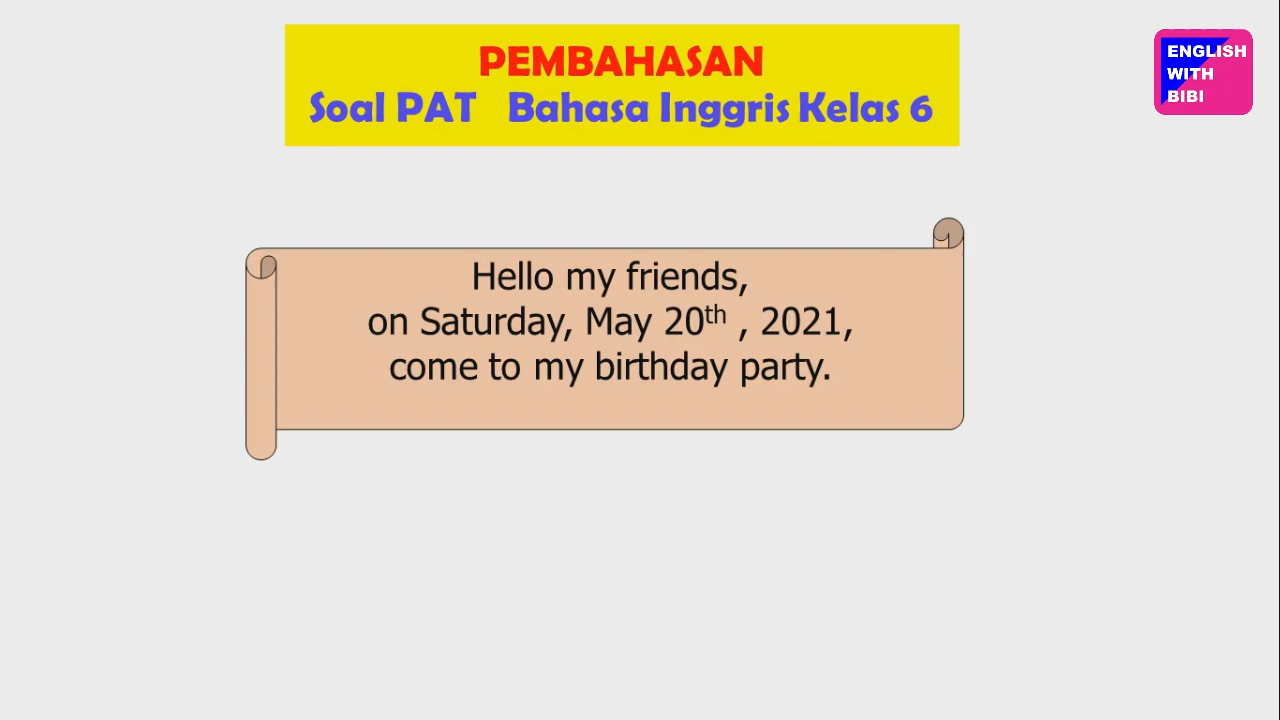 PEMBAHASAN
Soal PAT Bahasa Inggris Kelas 6
ENGLISH
WITH
BIBI
Hello my friends,
on Saturday, May 20th , 2021,
come to my birthday party.